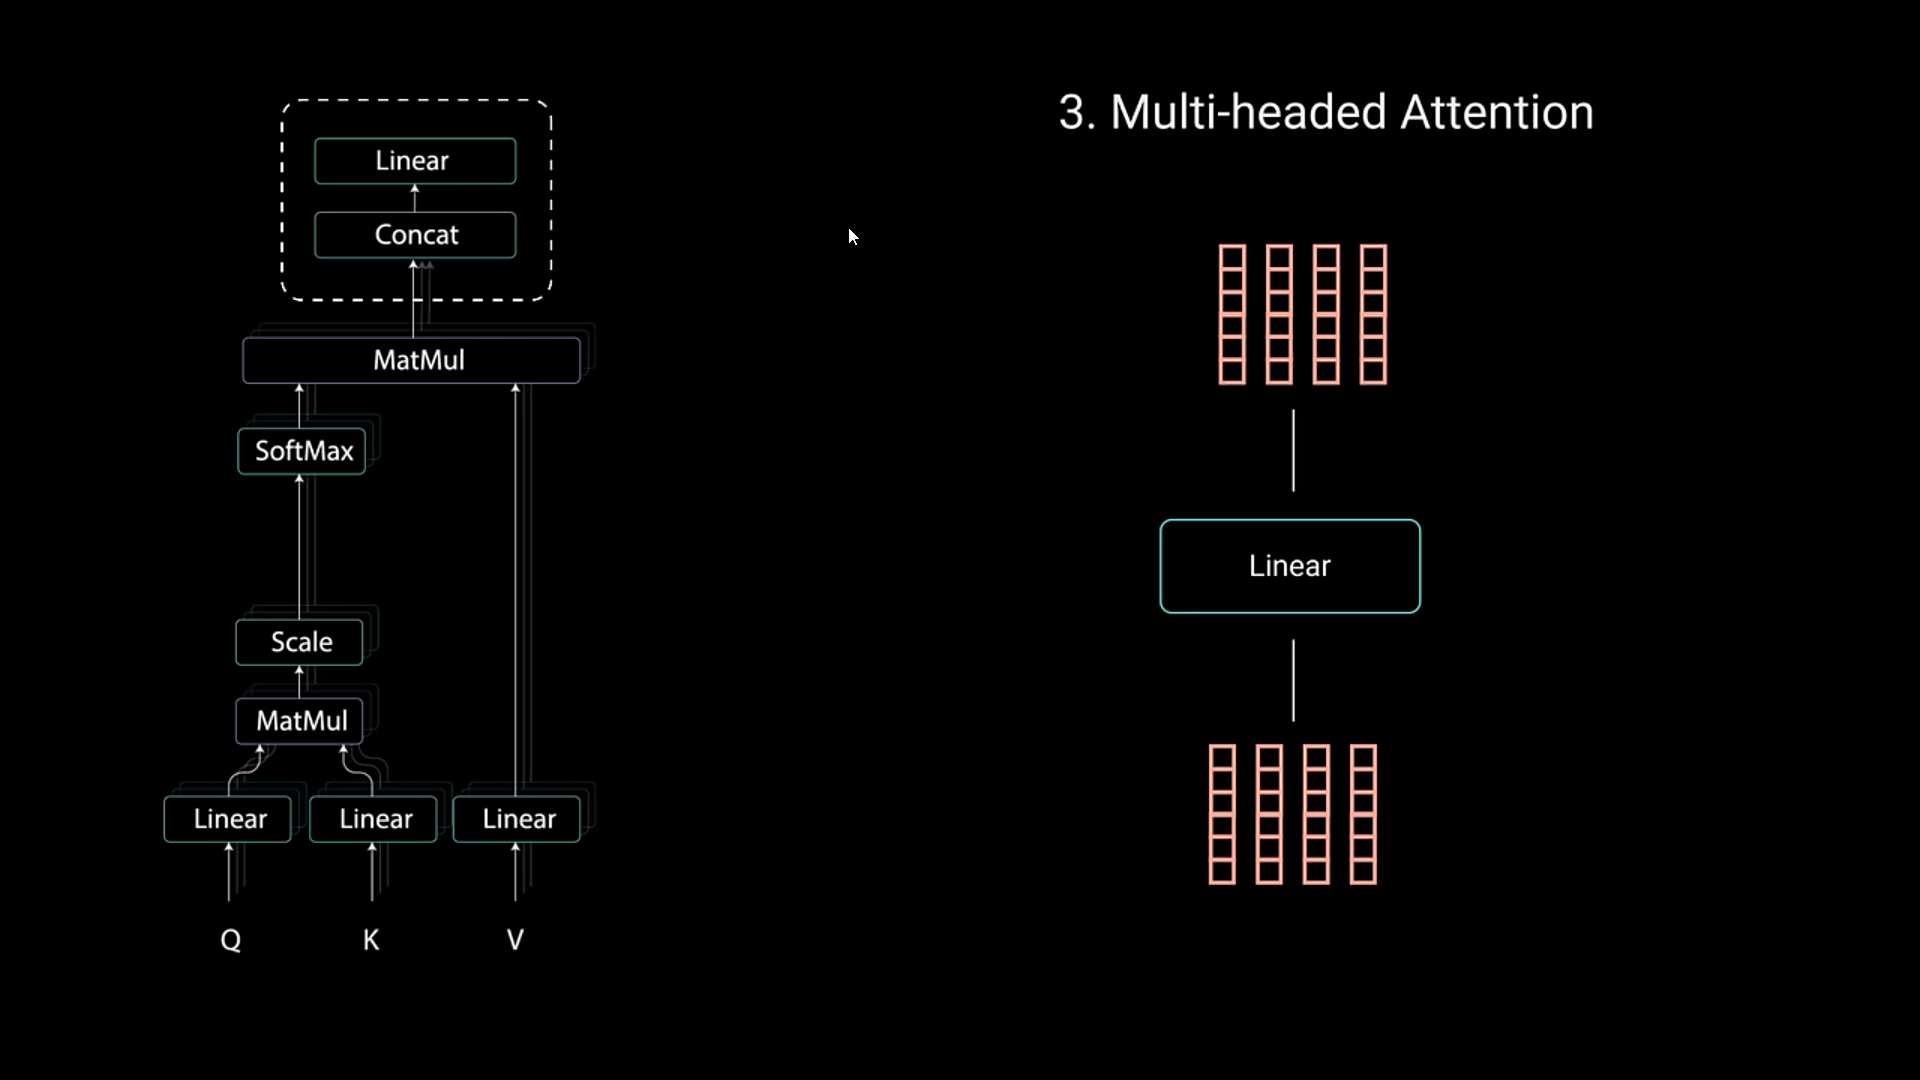 3. Multi-headed Attention
Linear
Concat
MatMul
SoftMax
Scale
MatMul
Linear Linear Linear
Q K V
Linear